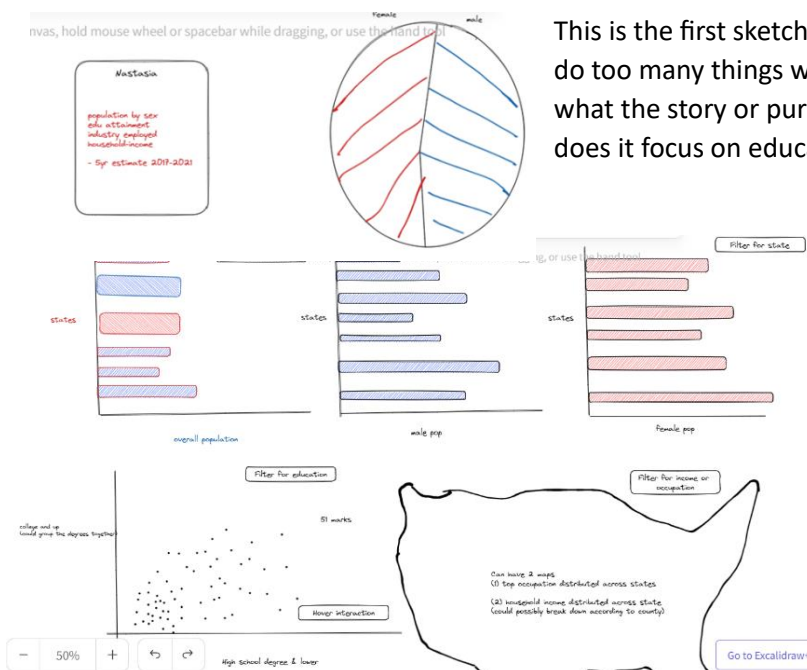 Female
male
nvas, hold mouse wheel or spacebar while dragging, or use the hand tool
This is the first sketch
do too many things w
what the story or pur
does it focus on educ
Nastasia
population by sex
edu attainment
industry employed
household-income
- 5yr estimate 2017-2021
g, or use the hand tool
Filter for state
states
states
states
overall population
male pop
female pop
Filter for education
Filter for income or
occupation
college and up
(could group the degrees together)
51 marks
Can have 2 maps
(1) top occupation distributed across states
(2) household income distributed across state
(could possibly break down according to county)
Hover interaction
High school degree & lower
− 50% +
Go to Excalidraw